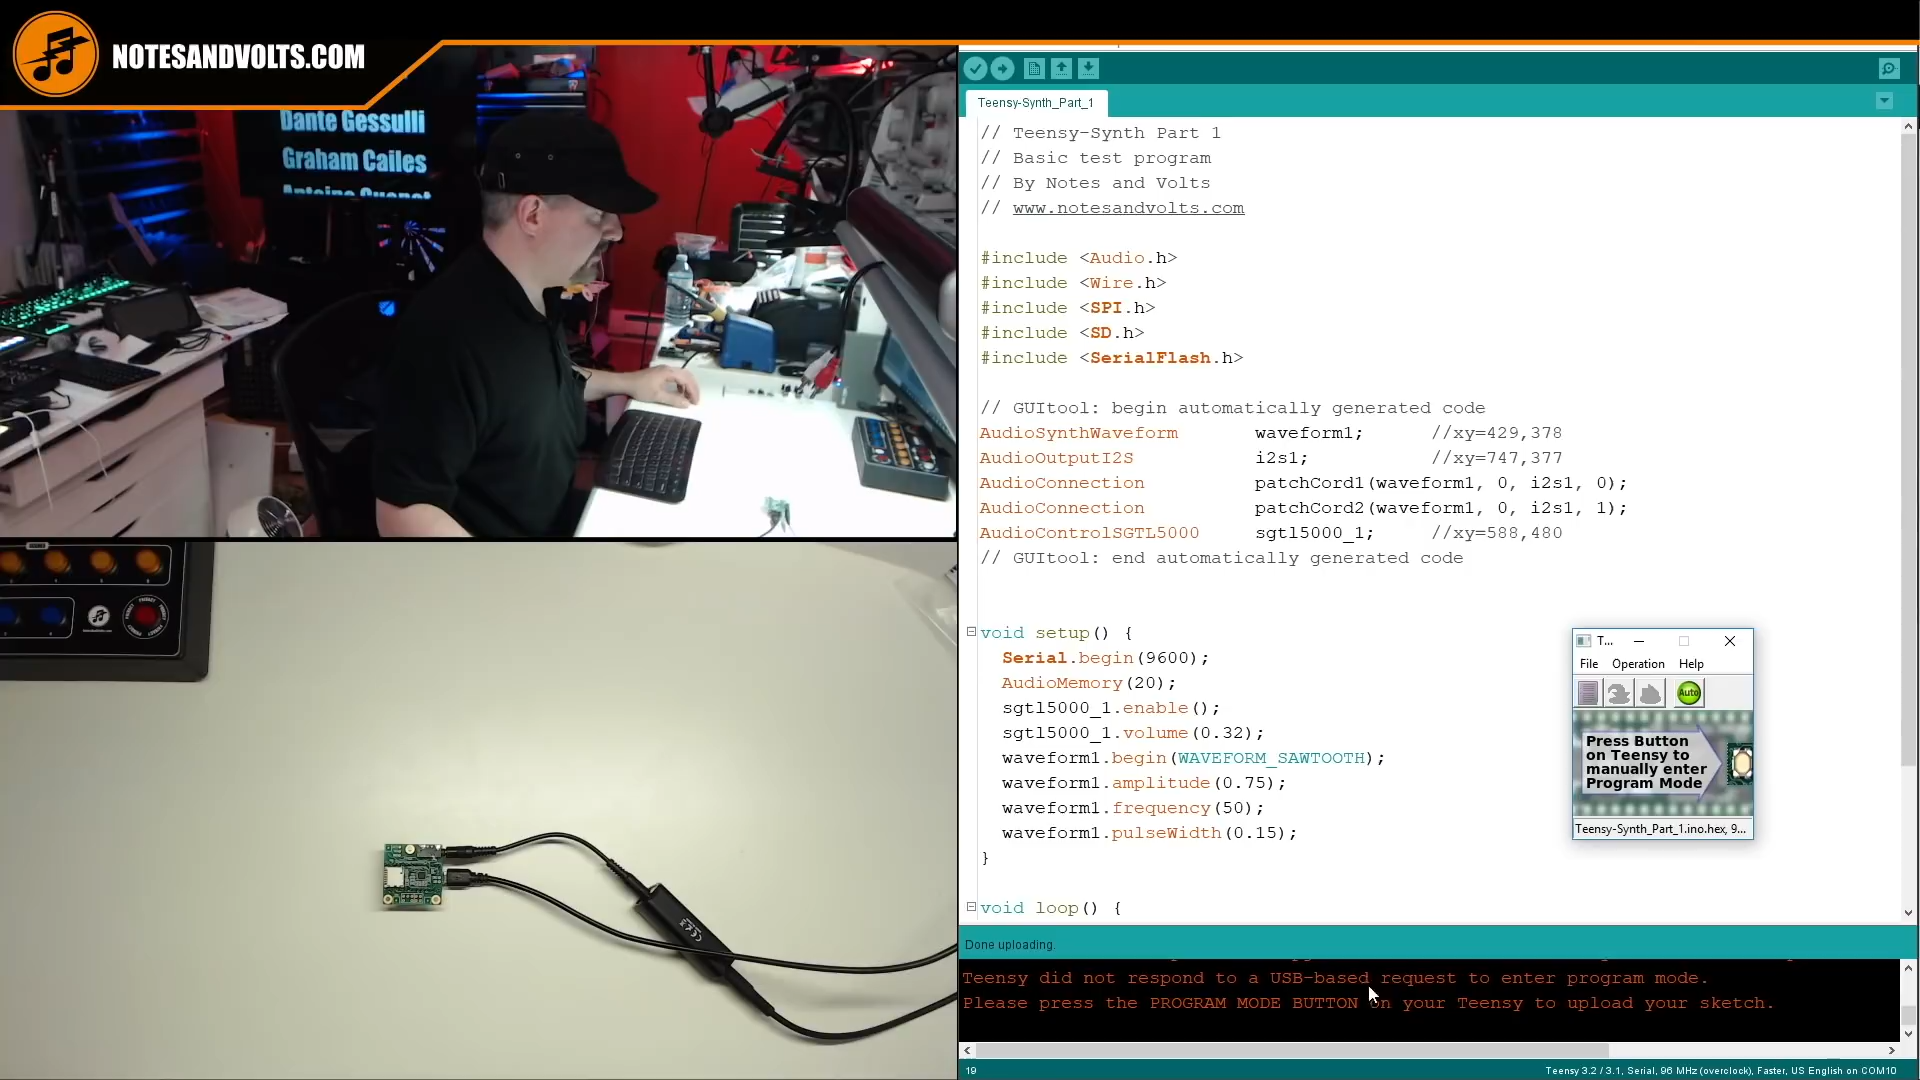 NOTESANDVOLTS.COM
Dante Gessulli
Graham Cailes
Teensy-Synth_Part_1
// Teensy-Synth Part 1
// Basic test program
// By Notes and Volts
// www.notesandvolts.com
#include <Audio.h>
#include <Wire.h>
#include <SPI.h>
#include <SD.h>
#include <SerialFlash.h>
// GUItool: begin automatically generated code
AudioSynthWaveform waveform1; //xy=429,378
AudioOutputI2S i2s1; //xy=747,377
AudioConnection patchCord1(waveform1, 0, i2s1, 0);
AudioConnection patchCord2(waveform1, 0, i2s1, 1);
AudioControlSGTL5000 sgtl5000_1; //xy=588,480
// GUItool: end automatically generated code
void setup() {
Serial.begin(9600);
AudioMemory(20);
sgtl5000_1.enable();
sgtl5000_1.volume(0.32);
waveform1.begin(WAVEFORM_SAWTOOTH);
waveform1.amplitude(0.75);
waveform1.frequency(50);
waveform1.pulseWidth(0.15);
}
void loop() {
T...
File Operation Help
Auto
Press Button
on Teensy to
manually enter
Program Mode
Teensy-Synth_Part_1.ino.hex, 9...
Done uploading.
Teensy did not respond to a USB-based request to enter program mode.
Please press the PROGRAM MODE BUTTON on your Teensy to upload your sketch.
19
Teensy 3.2 / 3.1, Serial, 96 MHz (overclock), Faster, US English on COM10